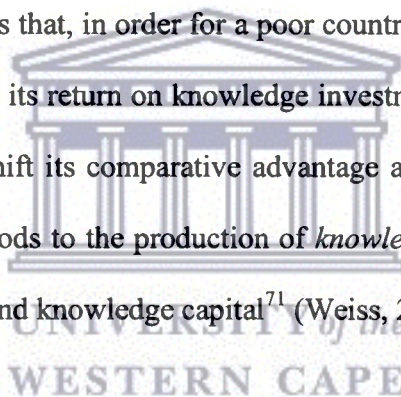 s that, in order for a poor countr
its return on knowledge investr
ift its comparative advantage a
ods to the production of knowle
nd knowledge capital71 (Weiss, 2
UNIVERSITY of the
WESTERN CAPE